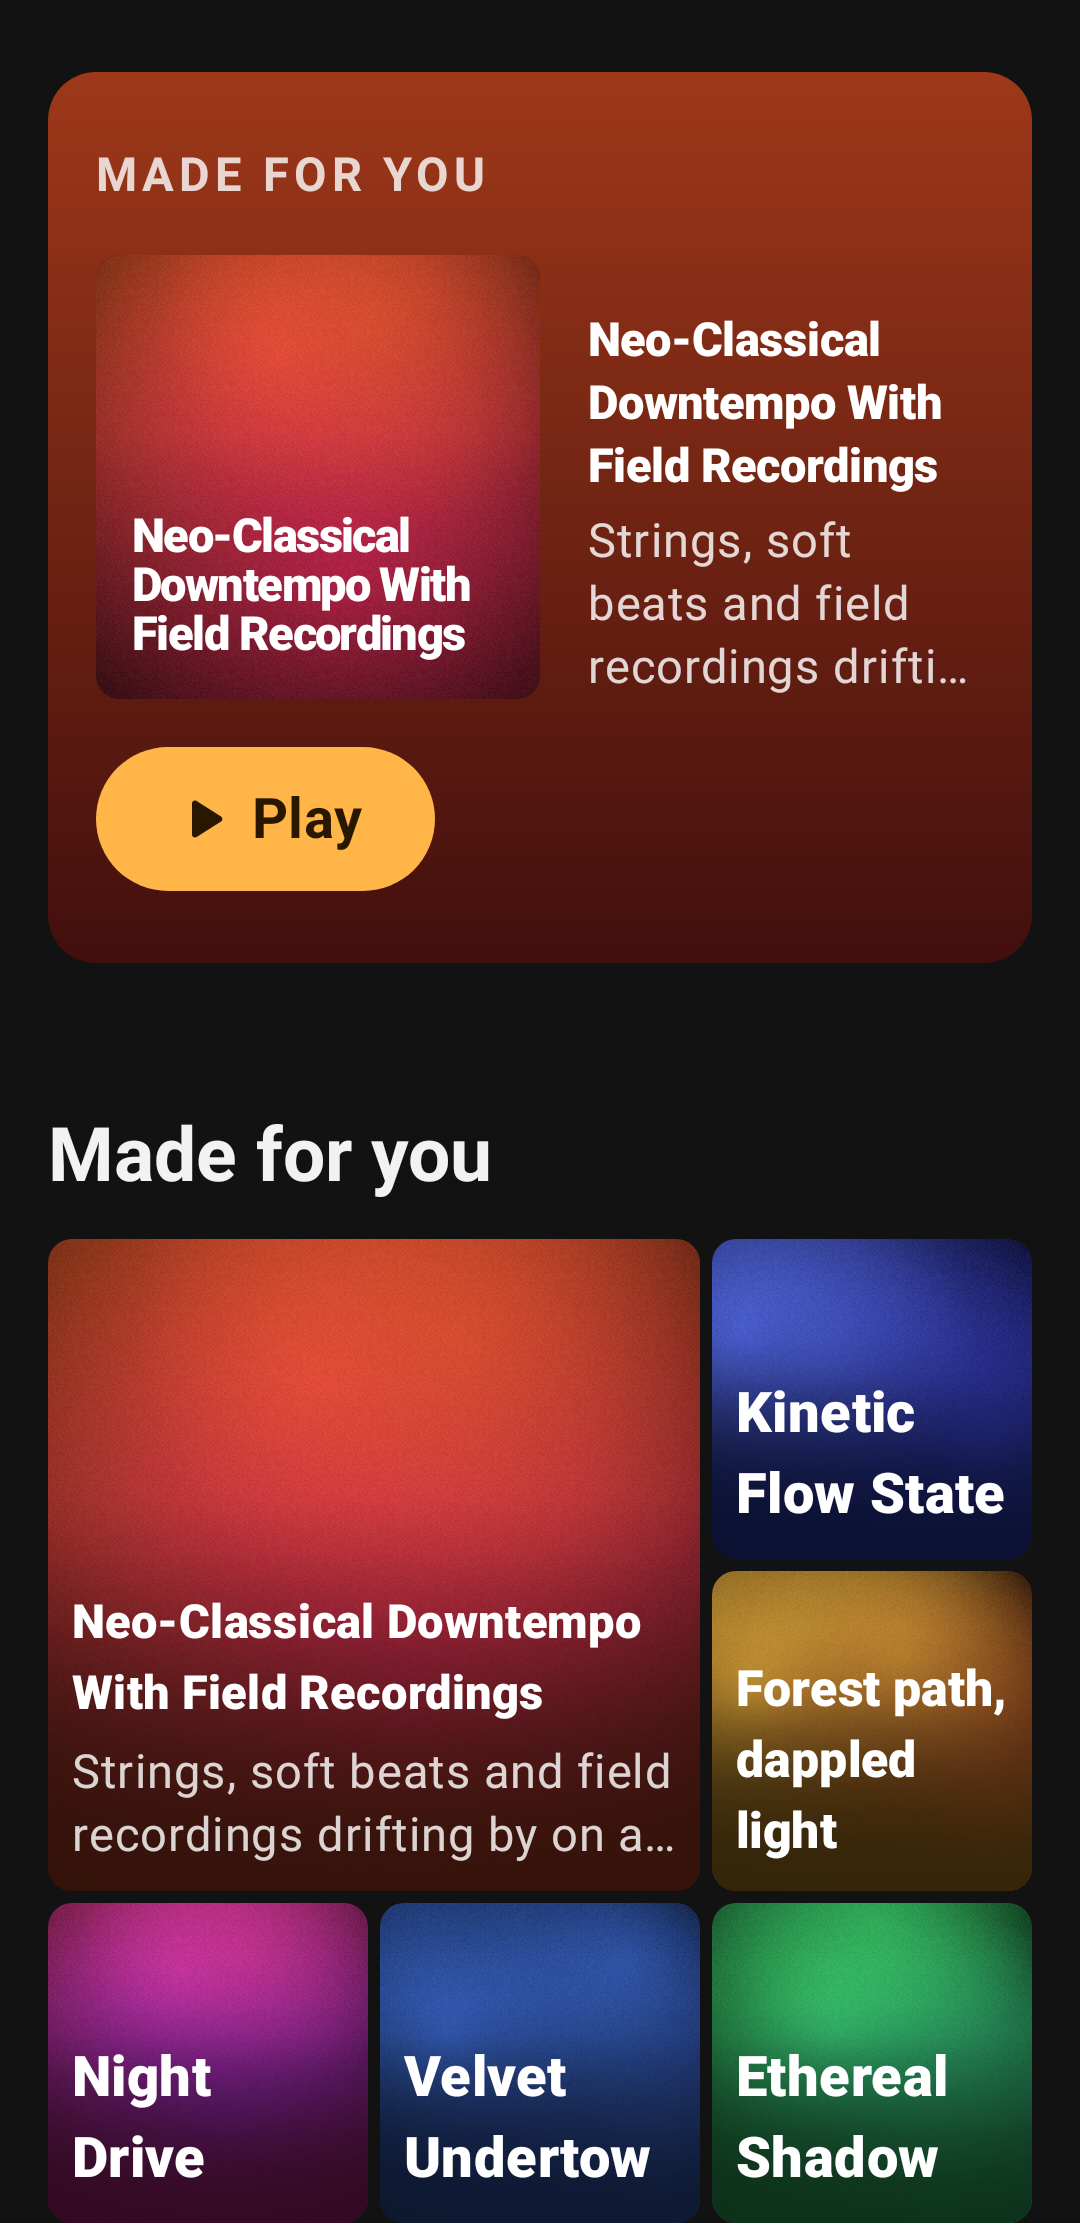 MADE FOR YOU
Neo-Classical
Downtempo With
Field Recordings
Neo-Classical
Downtempo With
Field Recordings
Strings, soft
beats and field
recordings drifti…
Play
Made for you
Neo-Classical Downtempo
With Field Recordings
Strings, soft beats and field
recordings drifting by on a…
Kinetic
Flow State
Forest path,
dappled
light
Night
Drive
Velvet
Undertow
Ethereal
Shadow